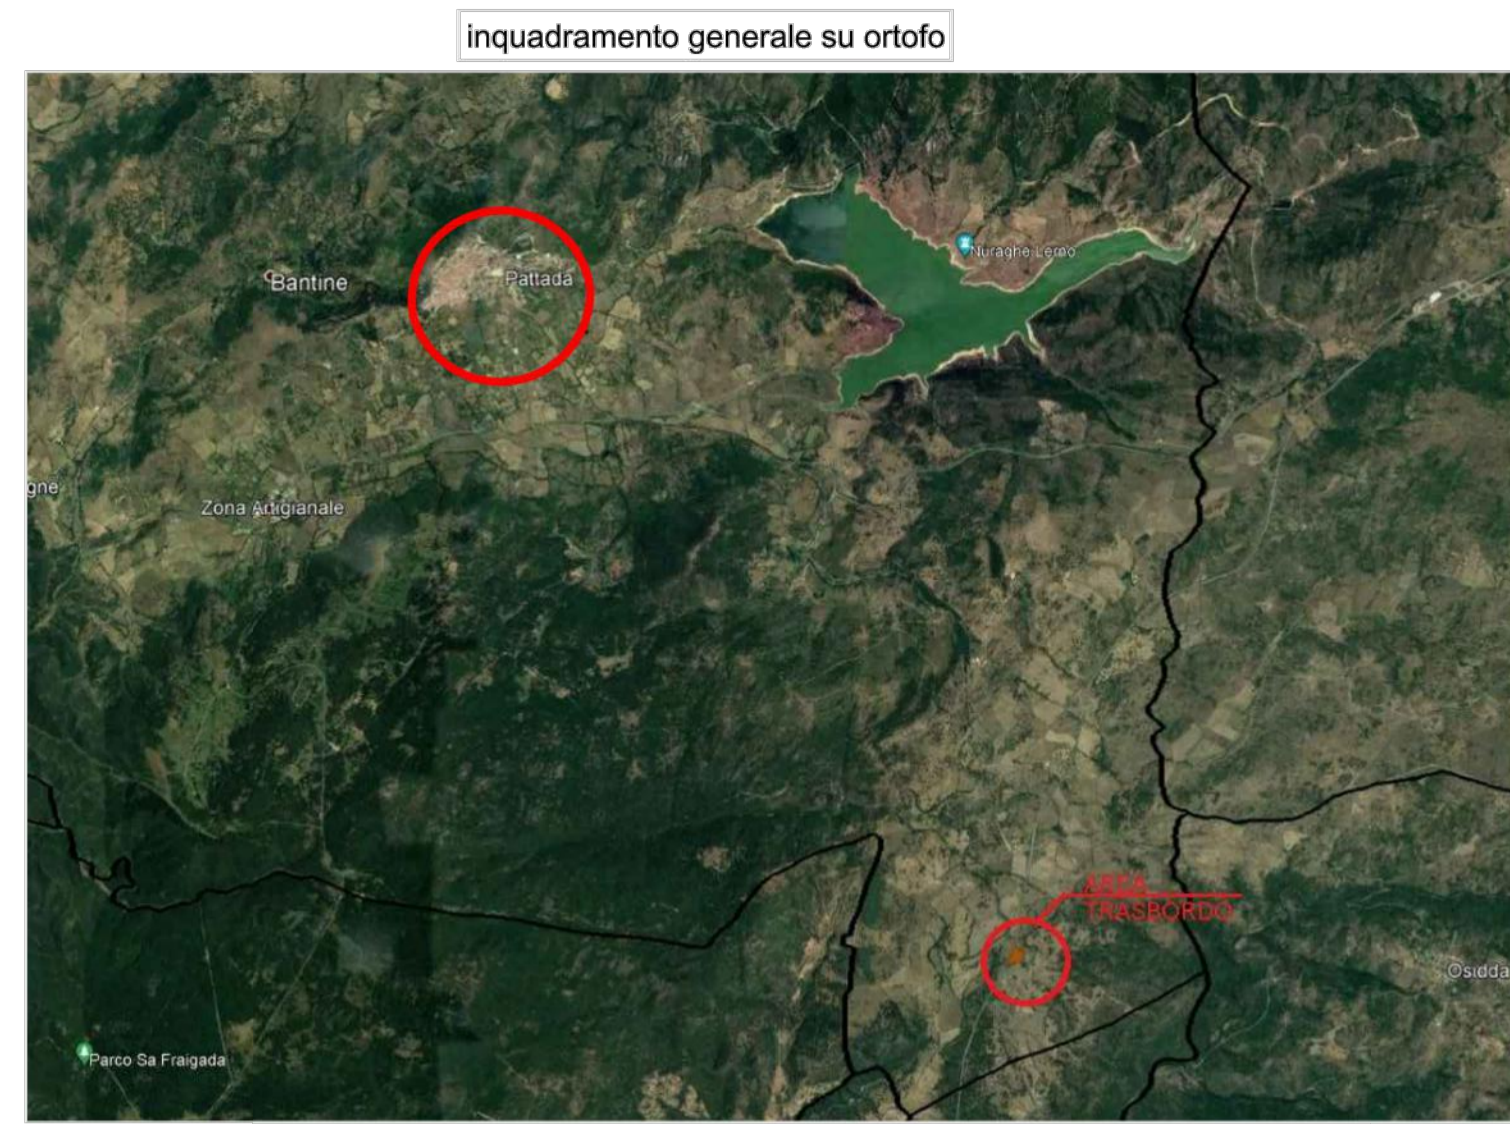 inquadramento generale su ortofo
Nuraghe Lerno
Pattada
Bantine
gne
Zona Artigianale
AREA
TRASBORDO
Osidda
Parco Sa Fraigada